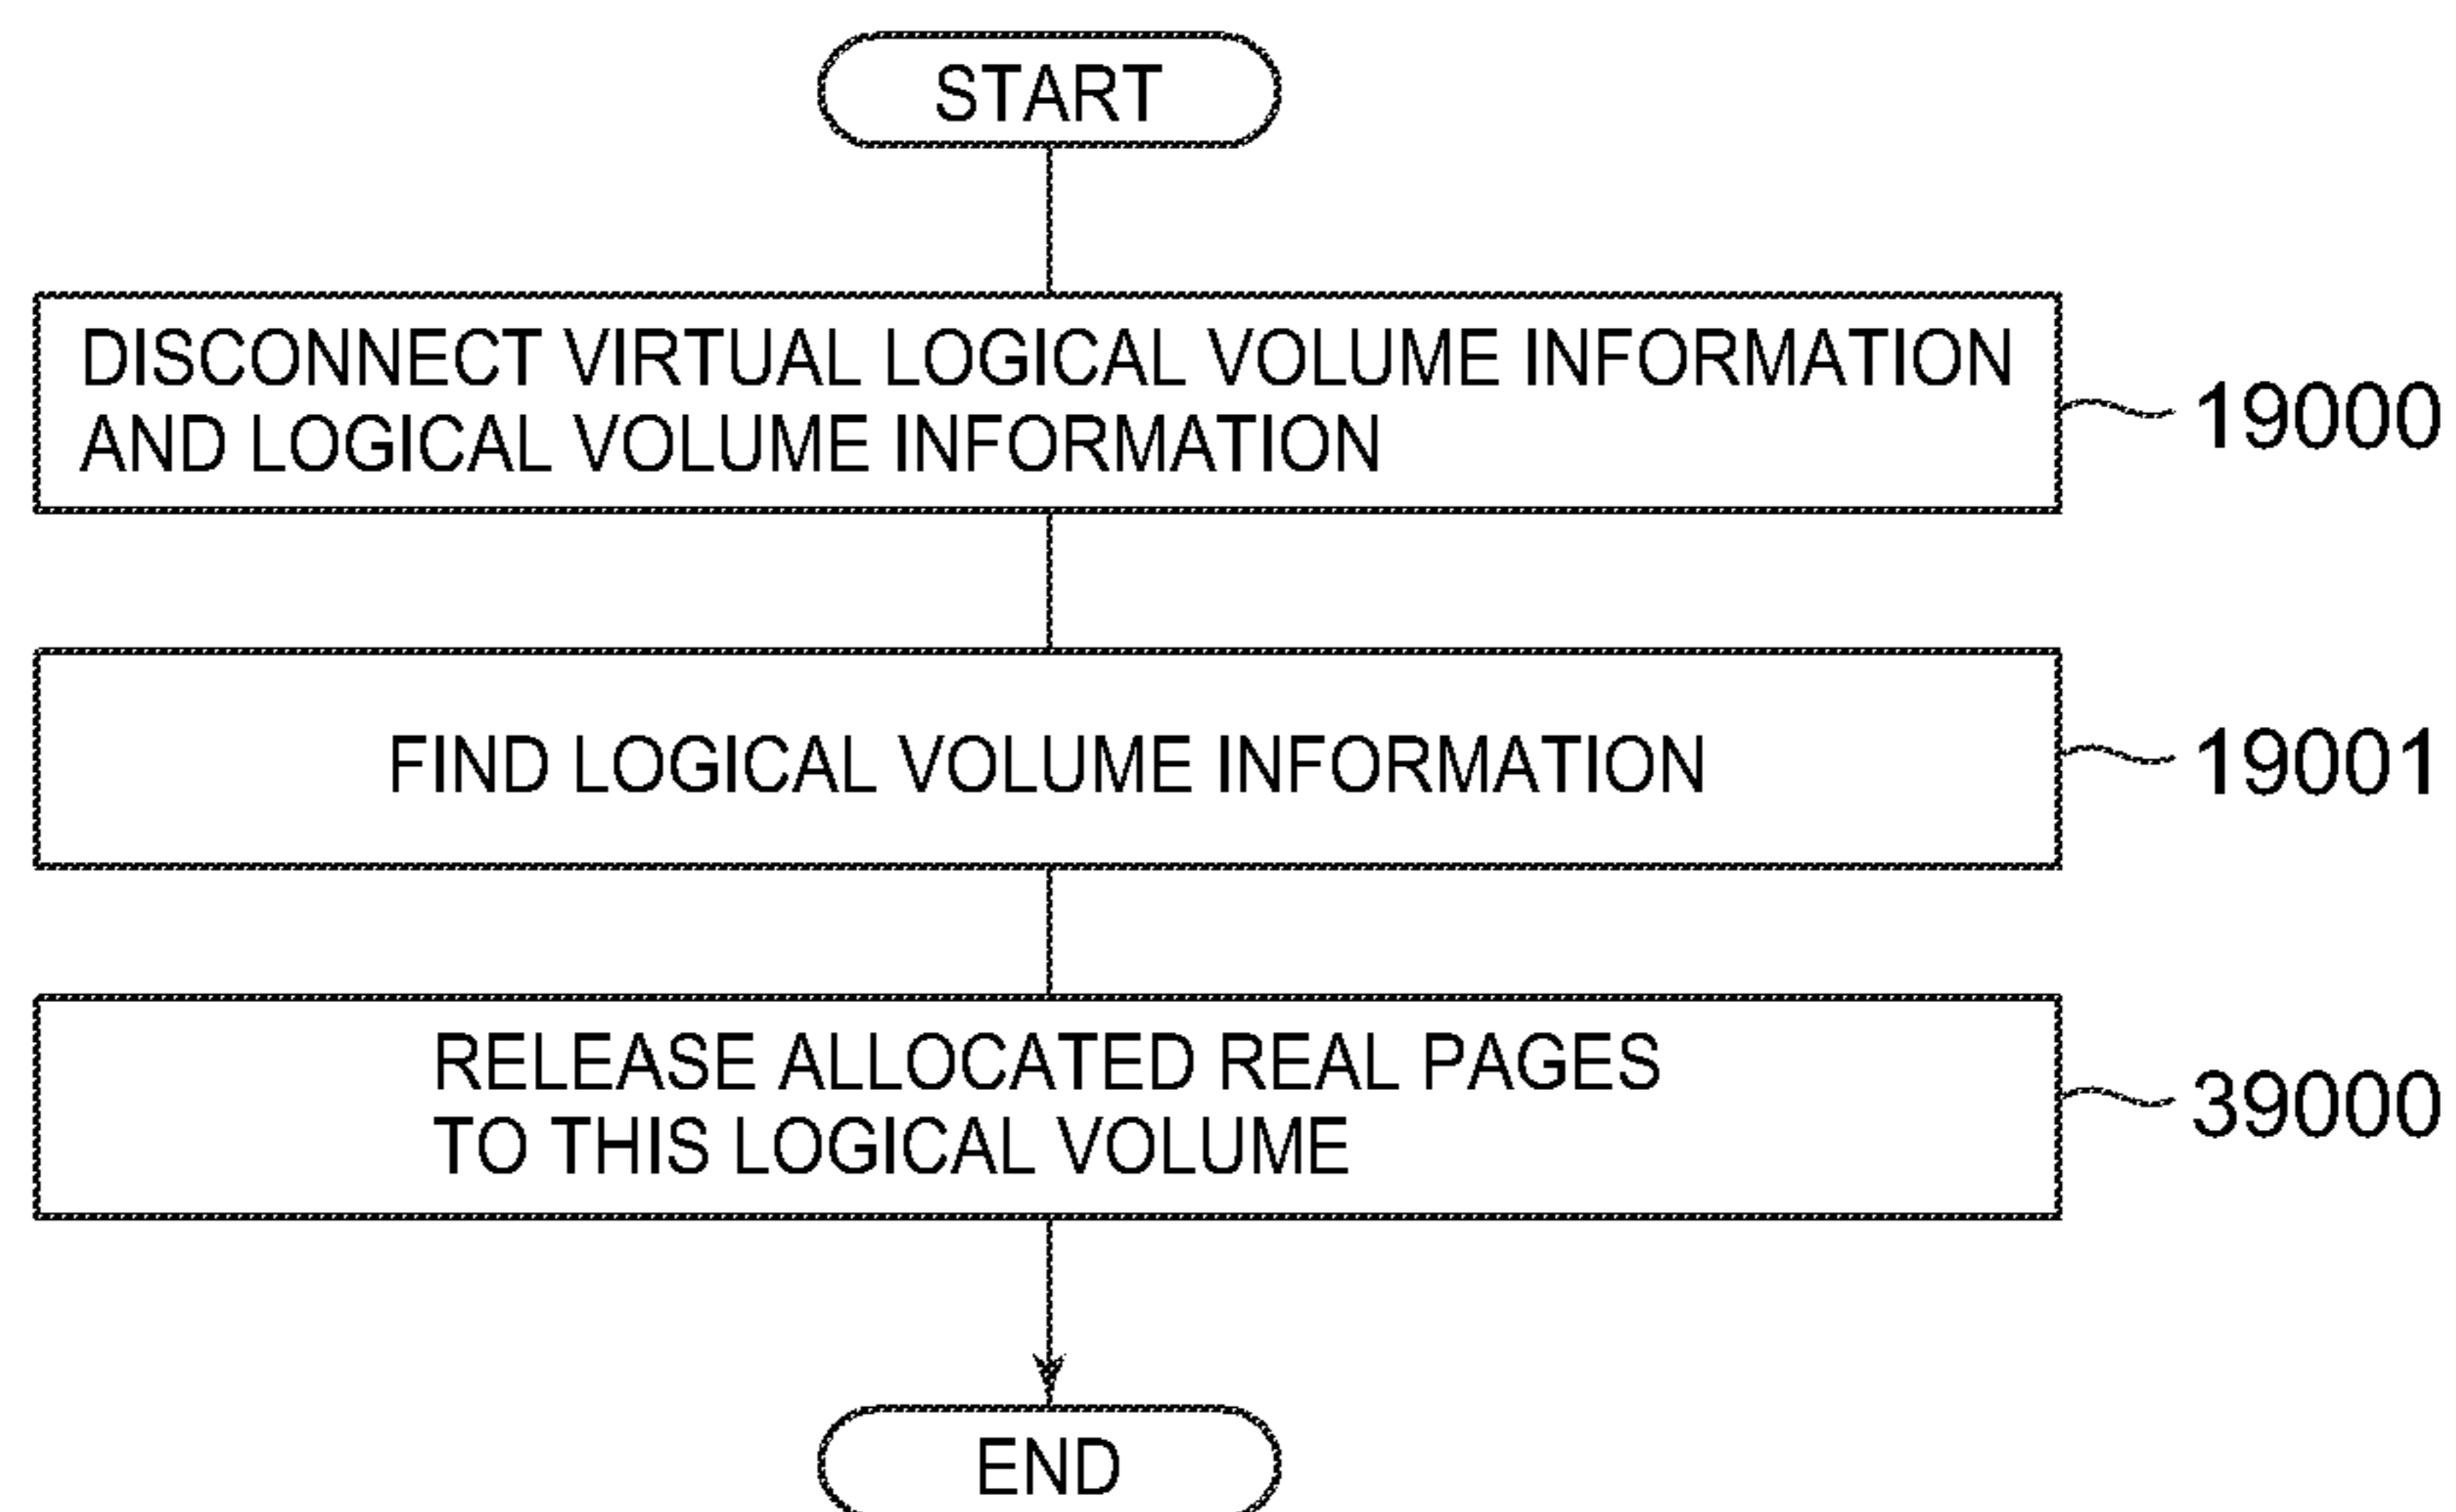 START
DISCONNECT VIRTUAL LOGICAL VOLUME INFORMATION
AND LOGICAL VOLUME INFORMATION
19000
FIND LOGICAL VOLUME INFORMATION
19001
RELEASE ALLOCATED REAL PAGES
TO THIS LOGICAL VOLUME
39000
END